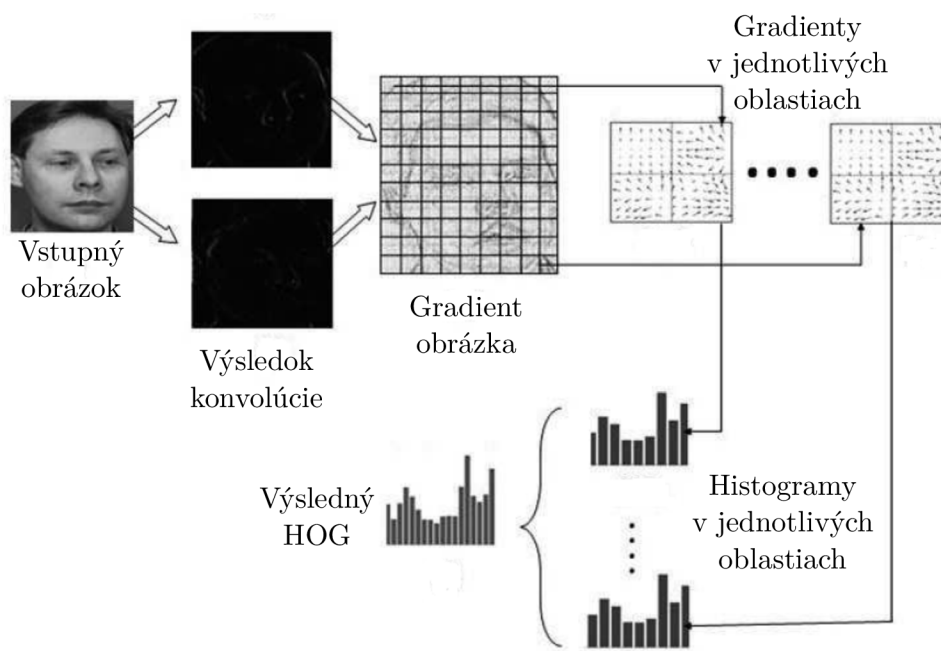 Gradienty
v jednotlivých
oblastiach
Vstupný
obrázok
Gradient
obrázka
Výsledok
konvolúcie
Výsledný
HOG
Histogramy
v jednotlivých
oblastiach